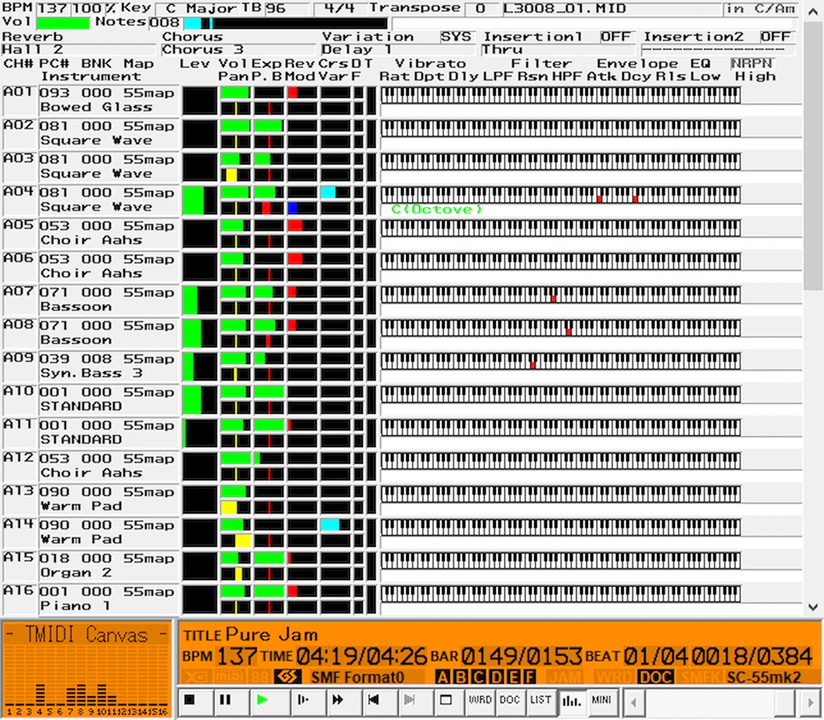 BPM 137 100% Key C Major TB 96 4/4 Transpose 0 L3008_01.MID in C/Am
Vol Notes 008
Reverb Chorus Variation SYS Insertion1 OFF Insertion2 OFF
Hall 2 Chorus 3 Delay 1 Thru ----------------
CH# PC# BNK Map Lev Vol Exp Rev Crs DT Vibrato Filter Envelope EQ NRPN
Instrument Pan P.B Mod Var F Rat Dpt Dly LPF Rsn HPF Atk Dcy Rls Low High
A01 093 000 55map
Bowed Glass
A02 081 000 55map
Square Wave
A03 081 000 55map
Square Wave
A04 081 000 55map
Square Wave C(Octove)
A05 053 000 55map
Choir Aahs
A06 053 000 55map
Choir Aahs
A07 071 000 55map
Bassoon
A08 071 000 55map
Bassoon
A09 039 008 55map
Syn.Bass 3
A10 001 000 55map
STANDARD
A11 001 000 55map
STANDARD
A12 053 000 55map
Choir Aahs
A13 090 000 55map
Warm Pad
A14 090 000 55map
Warm Pad
A15 018 000 55map
Organ 2
A16 001 000 55map
Piano 1
- TMIDI Canvas -
1 2 3 4 5 6 7 8 9 10 11 12 13 14 15 16
TITLE Pure Jam
BPM 137 TIME 04:19/04:26 BAR 0149/0153 BEAT 01/04 0018/0384
XG midi 88 GS SMF Format0 A B C D E F JAM WRD DOC SMFK SC-55mk2
WRD DOC LIST MINI